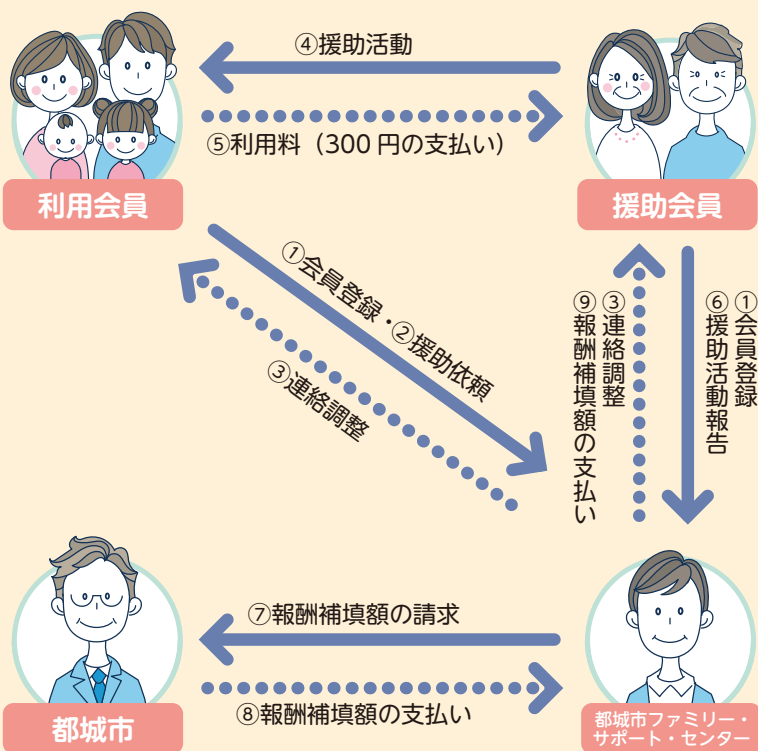 ④援助活動
⑤利用料（300円の支払い）
利用会員
援助会員
①会員登録・②援助依頼
③連絡調整
①会員登録
⑥援助活動報告
③連絡調整
⑨報酬補填額の支払い
⑦報酬補填額の請求
⑧報酬補填額の支払い
都城市
都城市ファミリー・
サポート・センター